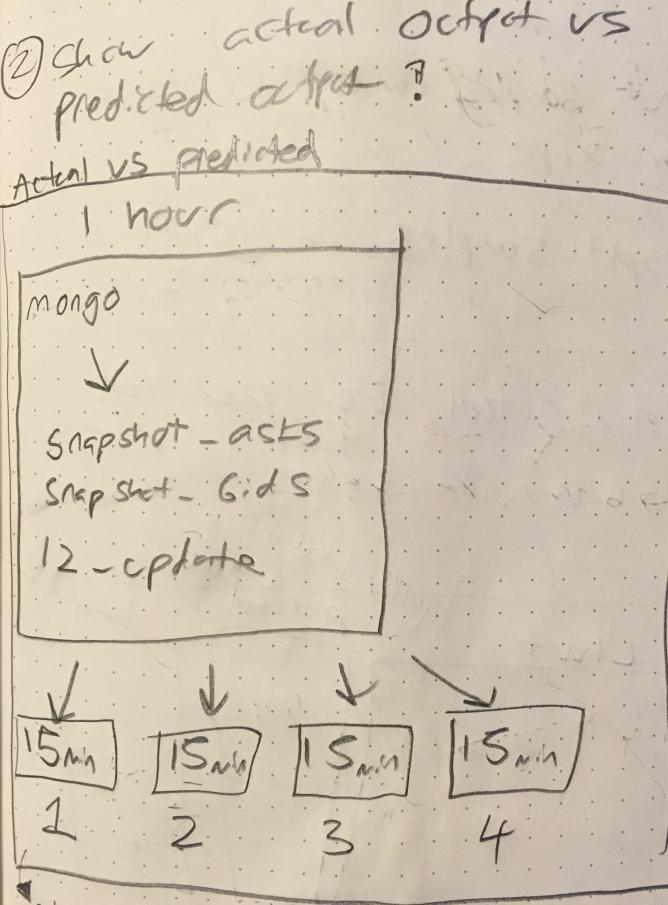 ② Show actual output vs
predicted output ?
Actual vs predicted
1 hour
mongo
snapshot_asks
snapshot_bids
l2_update
15min 15min 15min 15min
1 2 3 4